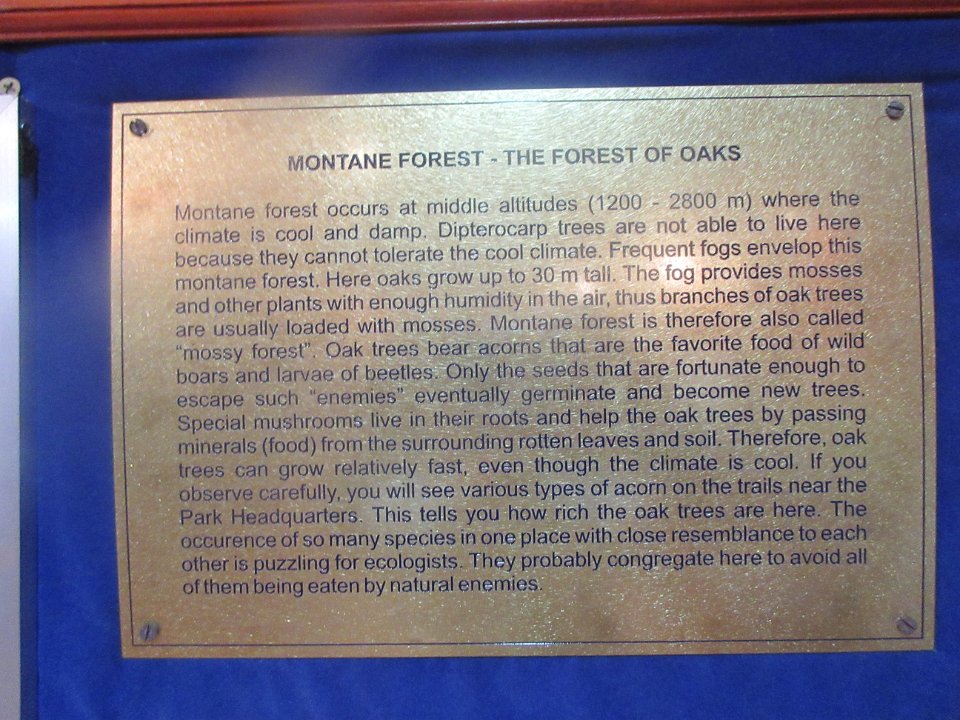 MONTANE FOREST - THE FOREST OF OAKS
Montane forest occurs at middle altitudes (1200 - 2800 m) where the
climate is cool and damp. Dipterocarp trees are not able to live here
because they cannot tolerate the cool climate. Frequent fogs envelop this
montane forest. Here oaks grow up to 30 m tall. The fog provides mosses
and other plants with enough humidity in the air, thus branches of oak trees
are usually loaded with mosses. Montane forest is therefore also called
“mossy forest”. Oak trees bear acorns that are the favorite food of wild
boars and larvae of beetles. Only the seeds that are fortunate enough to
escape such “enemies” eventually germinate and become new trees.
Special mushrooms live in their roots and help the oak trees by passing
minerals (food) from the surrounding rotten leaves and soil. Therefore, oak
trees can grow relatively fast, even though the climate is cool. If you
observe carefully, you will see various types of acorn on the trails near the
Park Headquarters. This tells you how rich the oak trees are here. The
occurence of so many species in one place with close resemblance to each
other is puzzling for ecologists. They probably congregate here to avoid all
of them being eaten by natural enemies.